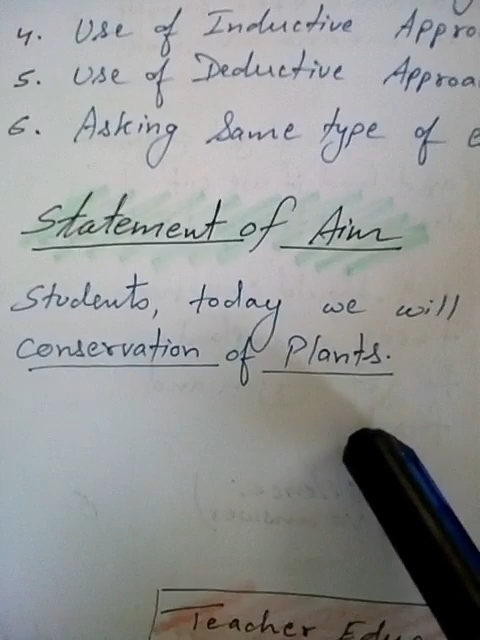 4. Use of Inductive Appro
5. Use of Deductive Approa
6. Asking Same type of e
Statement of Aim
Students, today we will
Conservation of Plants.
Teacher Educ